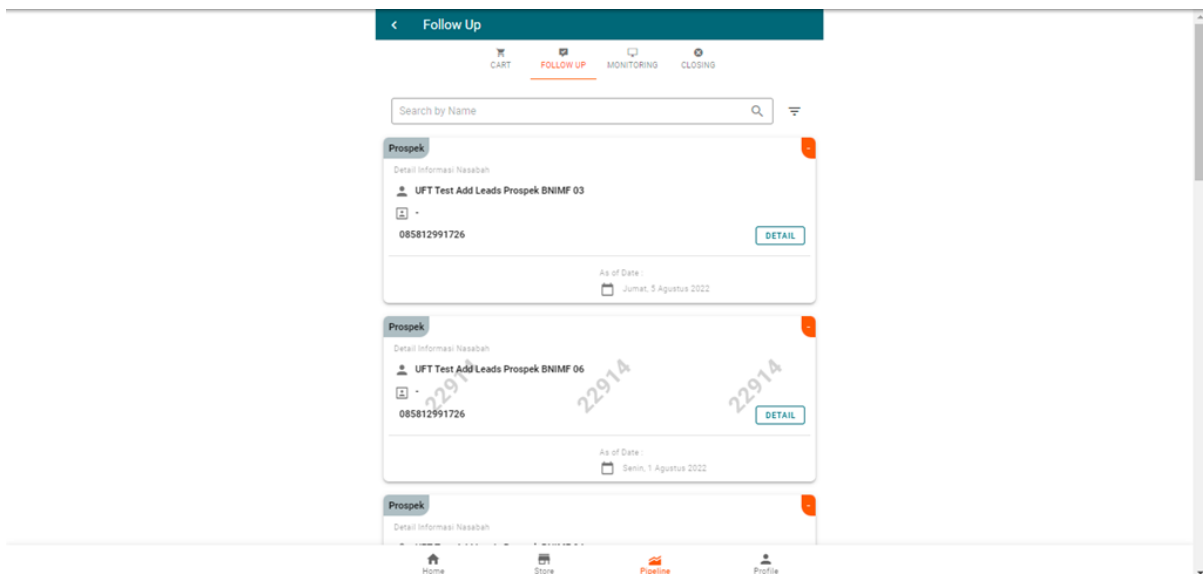 Follow Up
CART FOLLOW UP MONITORING CLOSING
Search by Name
Prospek -
Detail Informasi Nasabah
UFT Test Add Leads Prospek BNIMF 03
-
085812991726
DETAIL
As of Date :
Jumat, 5 Agustus 2022
Prospek -
Detail Informasi Nasabah
UFT Test Add Leads Prospek BNIMF 06
22914 22914 22914
-
085812991726
DETAIL
As of Date :
Senin, 1 Agustus 2022
Prospek -
Detail Informasi Nasabah
Home Store Pipeline Profile